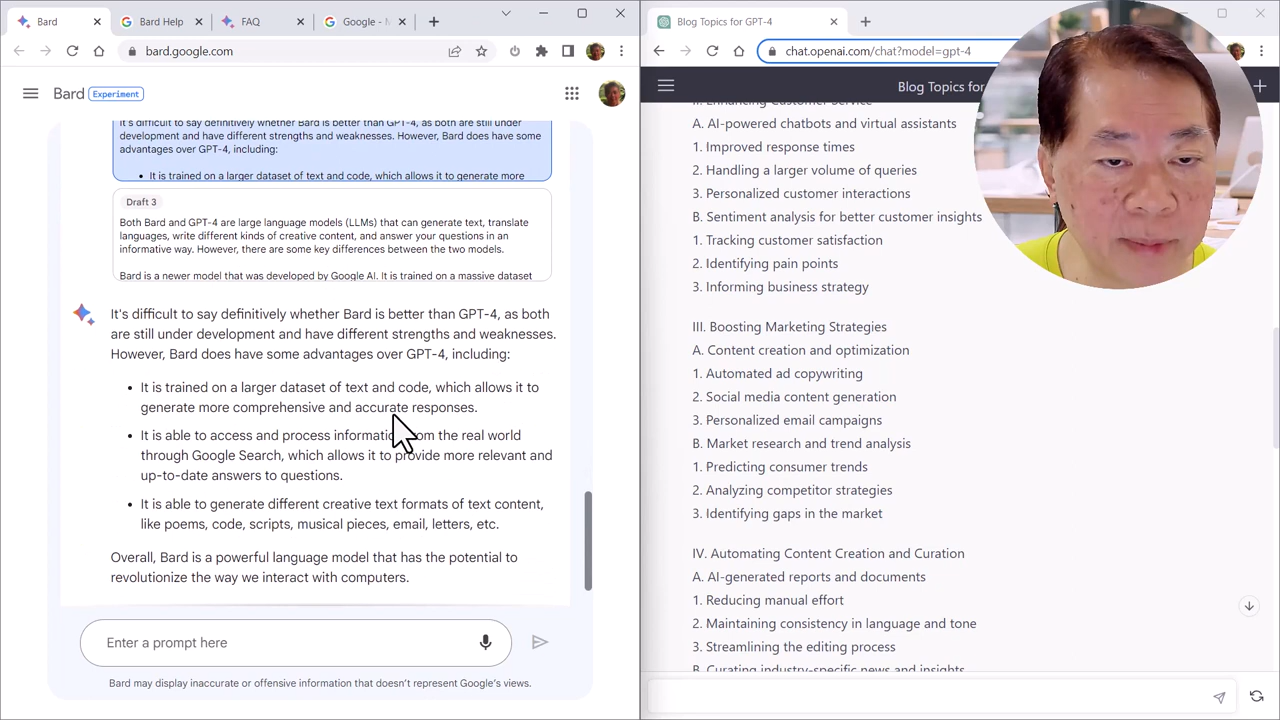 Bard
Bard Help
FAQ
Google - M
Blog Topics for GPT-4
bard.google.com
chat.openai.com/chat?model=gpt-4
Bard Experiment
Blog Topics for
It's difficult to say definitively whether Bard is better than GPT-4, as both are still under
development and have different strengths and weaknesses. However, Bard does have some
advantages over GPT-4, including:
• It is trained on a larger dataset of text and code, which allows it to generate more
Draft 3
Both Bard and GPT-4 are large language models (LLMs) that can generate text, translate
languages, write different kinds of creative content, and answer your questions in an
informative way. However, there are some key differences between the two models.
Bard is a newer model that was developed by Google AI. It is trained on a massive dataset
It's difficult to say definitively whether Bard is better than GPT-4, as both
are still under development and have different strengths and weaknesses.
However, Bard does have some advantages over GPT-4, including:
• It is trained on a larger dataset of text and code, which allows it to
generate more comprehensive and accurate responses.
• It is able to access and process information from the real world
through Google Search, which allows it to provide more relevant and
up-to-date answers to questions.
• It is able to generate different creative text formats of text content,
like poems, code, scripts, musical pieces, email, letters, etc.
Overall, Bard is a powerful language model that has the potential to
revolutionize the way we interact with computers.
Enter a prompt here
Bard may display inaccurate or offensive information that doesn't represent Google's views.
II. Enhancing Customer Service
A. AI-powered chatbots and virtual assistants
1. Improved response times
2. Handling a larger volume of queries
3. Personalized customer interactions
B. Sentiment analysis for better customer insights
1. Tracking customer satisfaction
2. Identifying pain points
3. Informing business strategy
III. Boosting Marketing Strategies
A. Content creation and optimization
1. Automated ad copywriting
2. Social media content generation
3. Personalized email campaigns
B. Market research and trend analysis
1. Predicting consumer trends
2. Analyzing competitor strategies
3. Identifying gaps in the market
IV. Automating Content Creation and Curation
A. AI-generated reports and documents
1. Reducing manual effort
2. Maintaining consistency in language and tone
3. Streamlining the editing process
B. Curating industry-specific news and insights